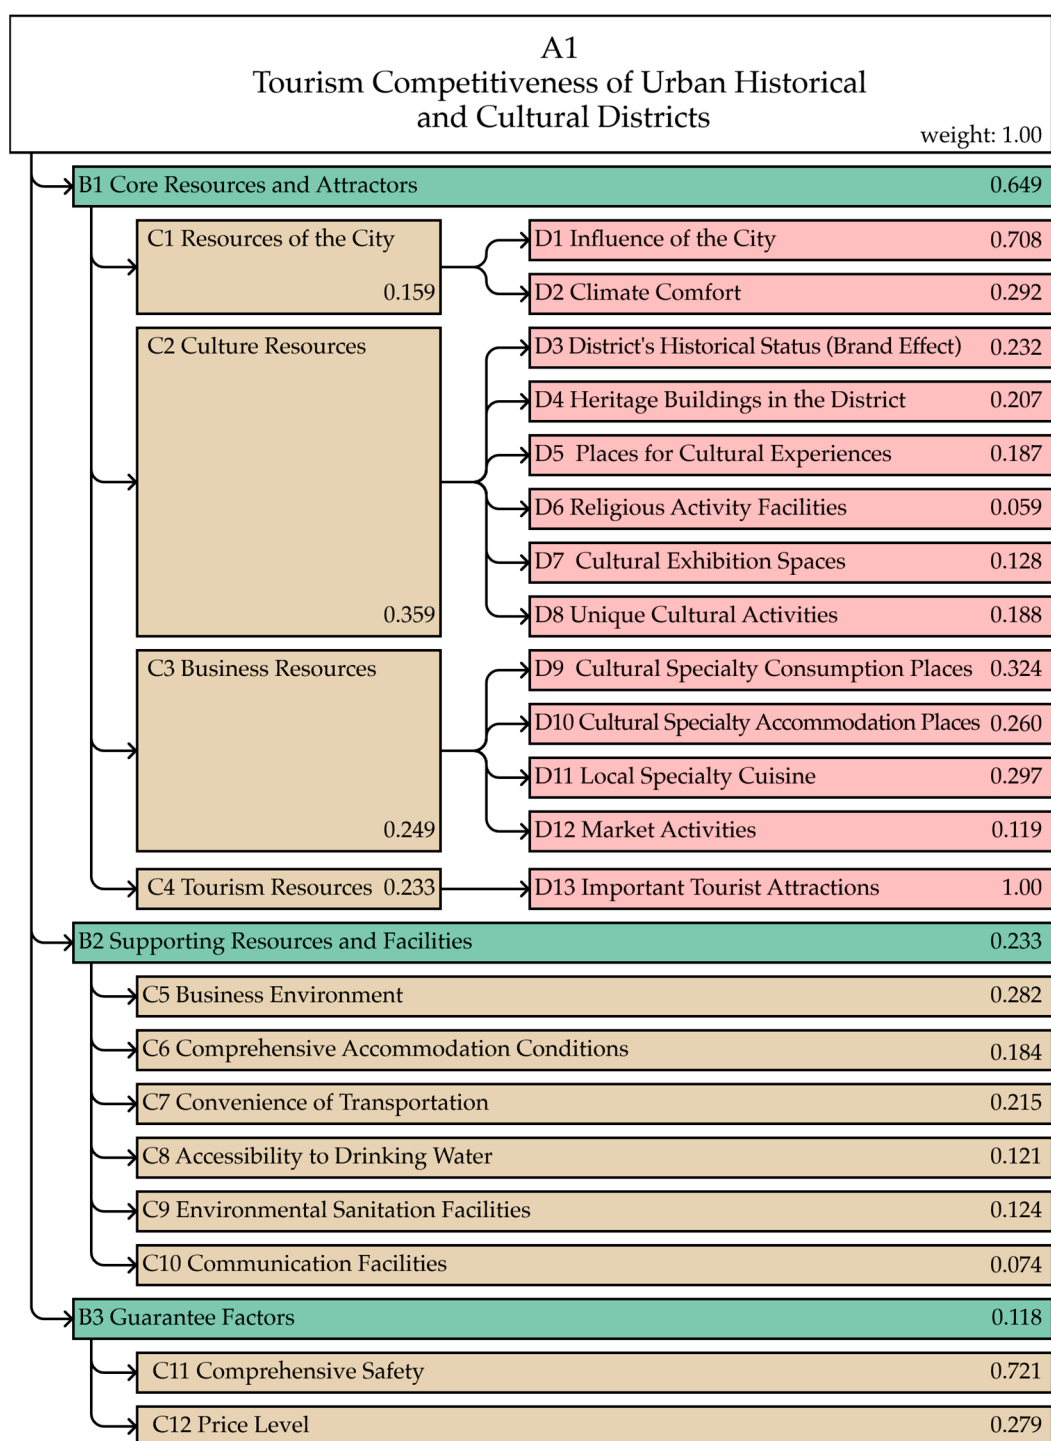 A1
Tourism Competitiveness of Urban Historical
and Cultural Districts
weight: 1.00
B1 Core Resources and Attractors 0.649
C1 Resources of the City
0.159
D1 Influence of the City 0.708
D2 Climate Comfort 0.292
C2 Culture Resources
0.359
D3 District's Historical Status (Brand Effect) 0.232
D4 Heritage Buildings in the District 0.207
D5 Places for Cultural Experiences 0.187
D6 Religious Activity Facilities 0.059
D7 Cultural Exhibition Spaces 0.128
D8 Unique Cultural Activities 0.188
C3 Business Resources
0.249
D9 Cultural Specialty Consumption Places 0.324
D10 Cultural Specialty Accommodation Places 0.260
D11 Local Specialty Cuisine 0.297
D12 Market Activities 0.119
C4 Tourism Resources 0.233
D13 Important Tourist Attractions 1.00
B2 Supporting Resources and Facilities 0.233
C5 Business Environment 0.282
C6 Comprehensive Accommodation Conditions 0.184
C7 Convenience of Transportation 0.215
C8 Accessibility to Drinking Water 0.121
C9 Environmental Sanitation Facilities 0.124
C10 Communication Facilities 0.074
B3 Guarantee Factors 0.118
C11 Comprehensive Safety 0.721
C12 Price Level 0.279